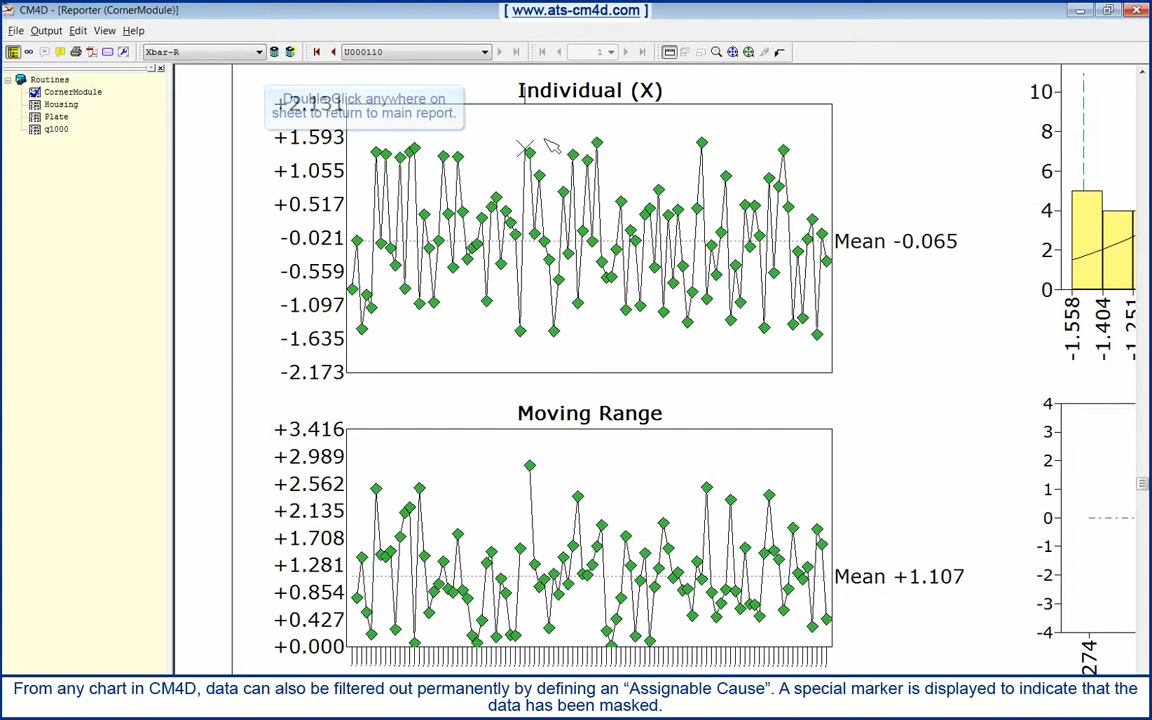 CM4D - [Reporter (CornerModule)]
[ www.ats-cm4d.com ]
File Output Edit View Help
Xbar-R
U000110
1
Routines
CornerModule
Housing
Plate
q1000
Double Click anywhere on
sheet to return to main report.
Individual (X)
+2.131
+1.593
+1.055
+0.517
-0.021
-0.559
-1.097
-1.635
-2.173
Mean -0.065
Moving Range
+3.416
+2.989
+2.562
+2.135
+1.708
+1.281
+0.854
+0.427
+0.000
Mean +1.107
10
8
6
4
2
0
-1.558
-1.404
-1.251
4
3
2
1
0
-1
-2
-3
-4
274
From any chart in CM4D, data can also be filtered out permanently by defining an “Assignable Cause”. A special marker is displayed to indicate that the
data has been masked.